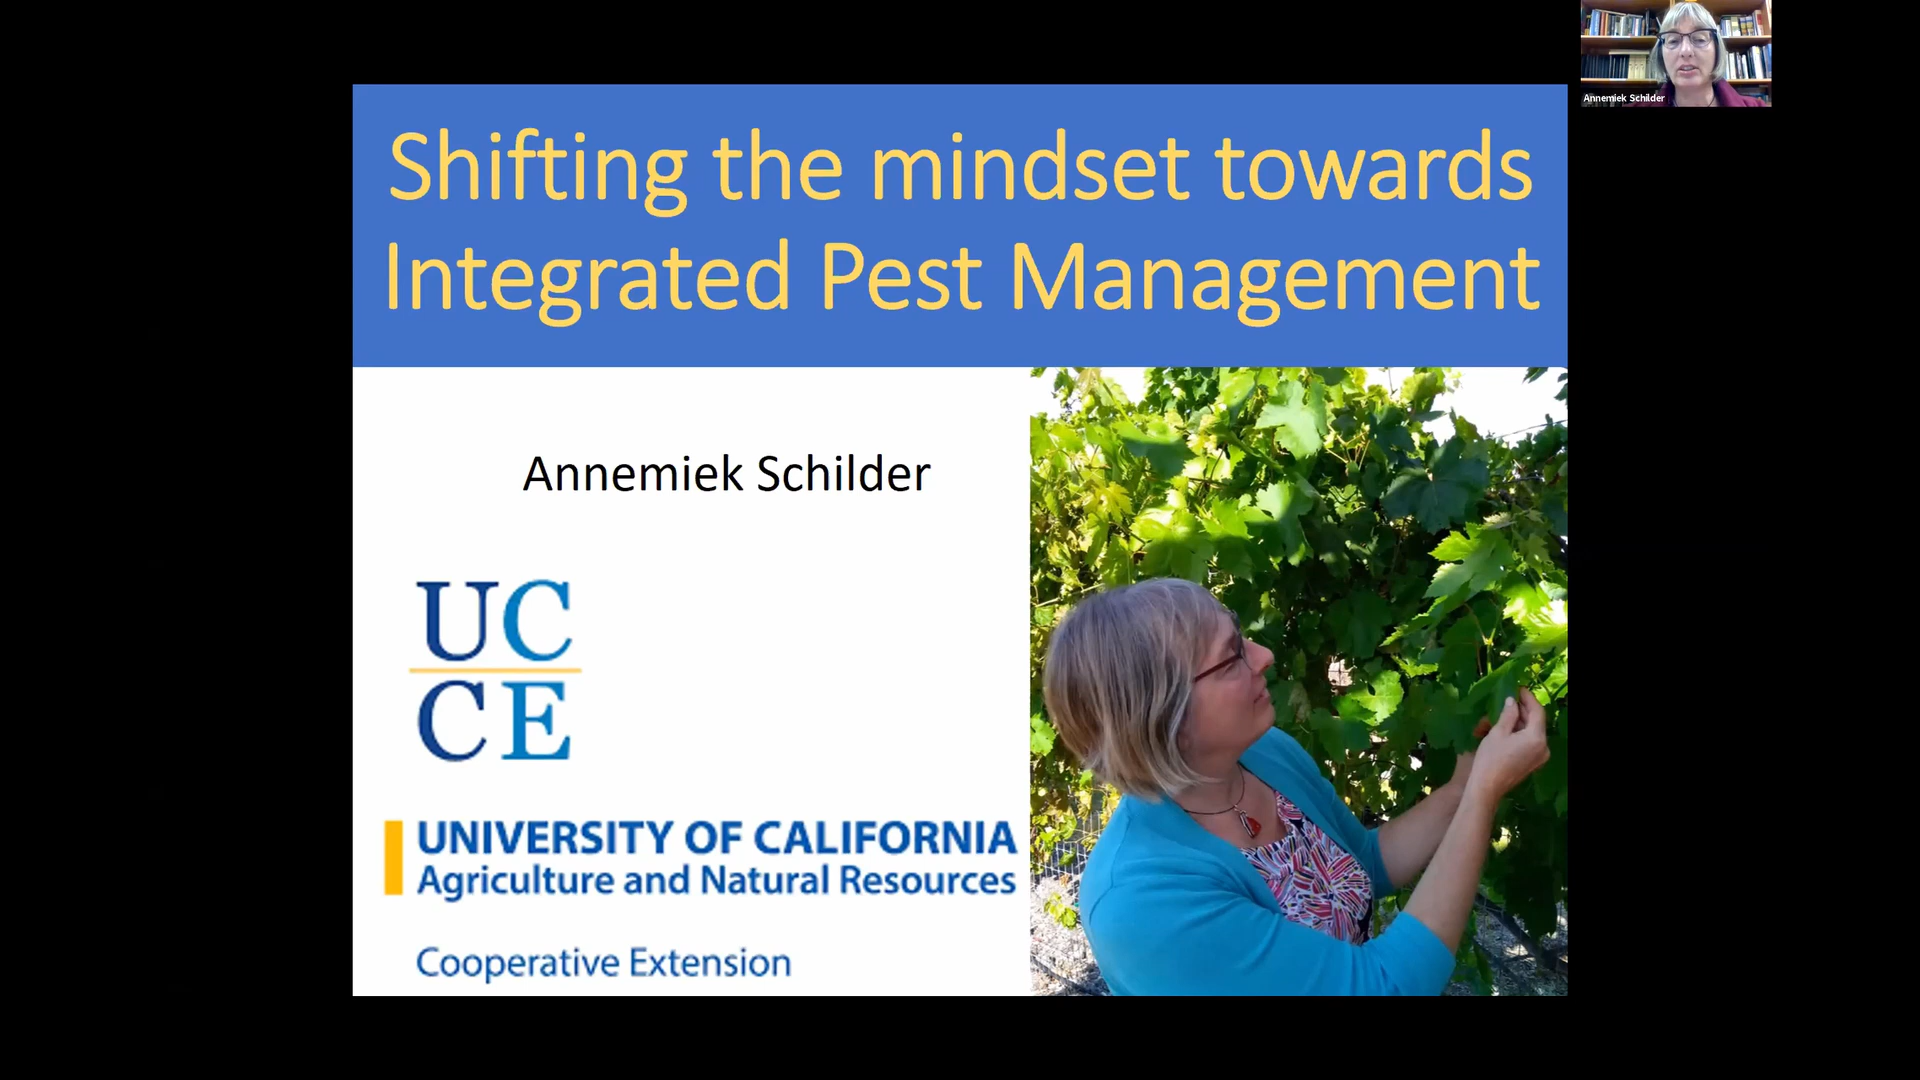 Annemiek Schilder
Shifting the mindset towards
Integrated Pest Management
Annemiek Schilder
UC
CE
UNIVERSITY OF CALIFORNIA
Agriculture and Natural Resources
Cooperative Extension